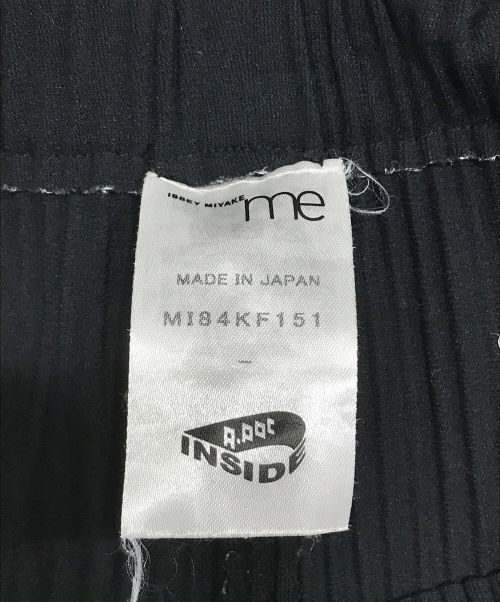 ISSEY MIYAKE me
MADE IN JAPAN
MI84KF151
–
A.POC
INSIDE